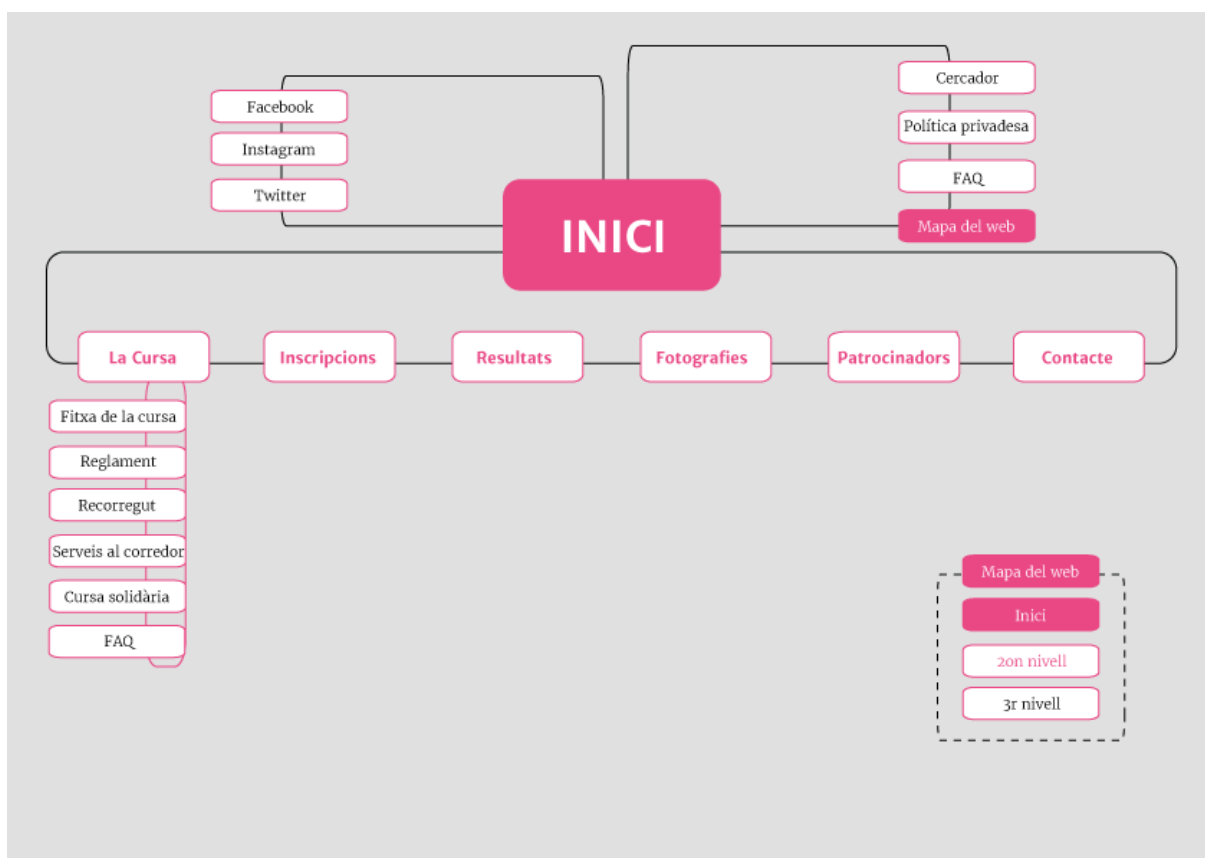 Facebook
Instagram
Twitter
Cercador
Política privadesa
FAQ
Mapa del web
INICI
La Cursa
Inscripcions
Resultats
Fotografies
Patrocinadors
Contacte
Fitxa de la cursa
Reglament
Recorregut
Serveis al corredor
Cursa solidària
FAQ
Mapa del web
Inici
2on nivell
3r nivell